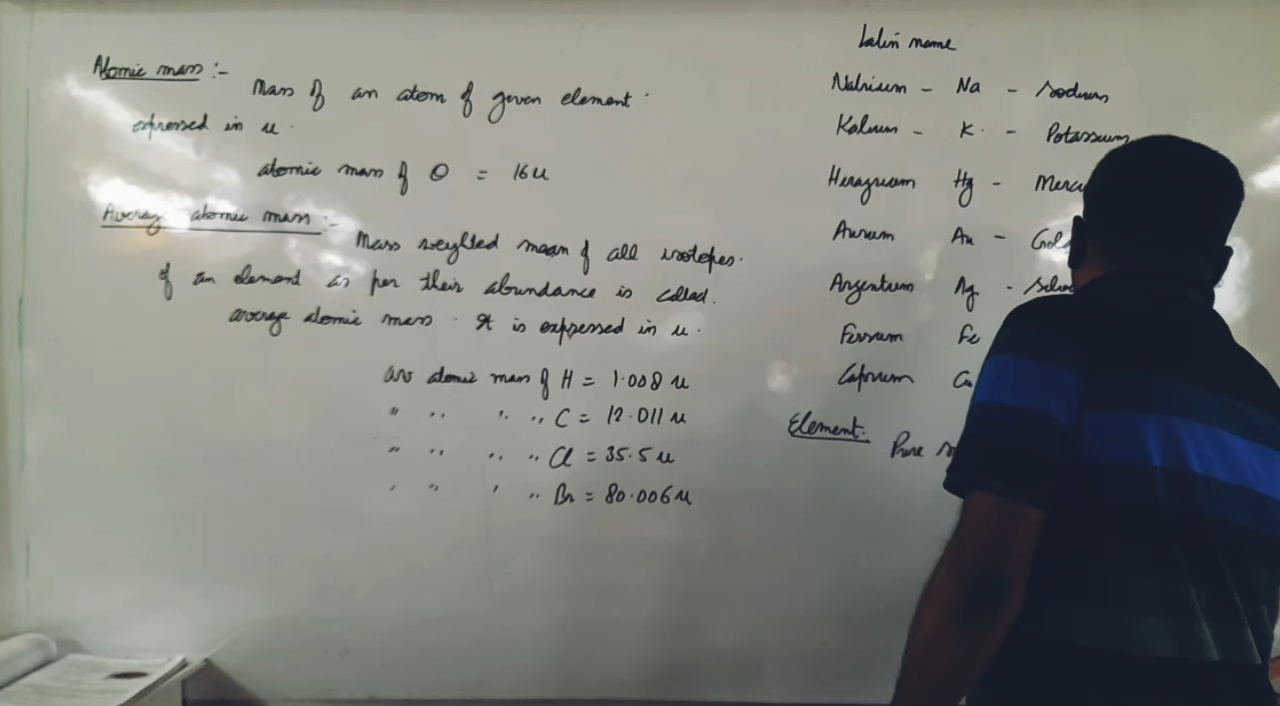 Atomic mass :-
Mass of an atom of given element
expressed in u.
atomic mass of O = 16u
Average atomic mass :-
Mass weighted mean of all isotopes.
of an element as per their abundance is called.
average atomic mass. It is expressed in u.
av atomic mass of H = 1.008 u
" " " " C = 12.011 u
" " " " Cl = 35.5 u
" " " " Br = 80.006 u
Latin name
Natrium - Na - Sodium
Kalium - K. - Potassium
Hg - Mercu
Aurum Au - Gold
Argentum Ag - Silve
Ferrum Fe
Cuprum Cu
Element:
Pure